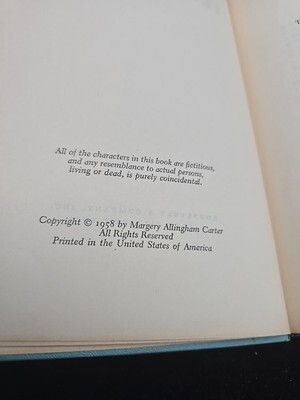 All of the characters in this book are fictitious,
and any resemblance to actual persons,
living or dead, is purely coincidental.
Copyright © 1958 by Margery Allingham Carter
All Rights Reserved
Printed in the United States of America